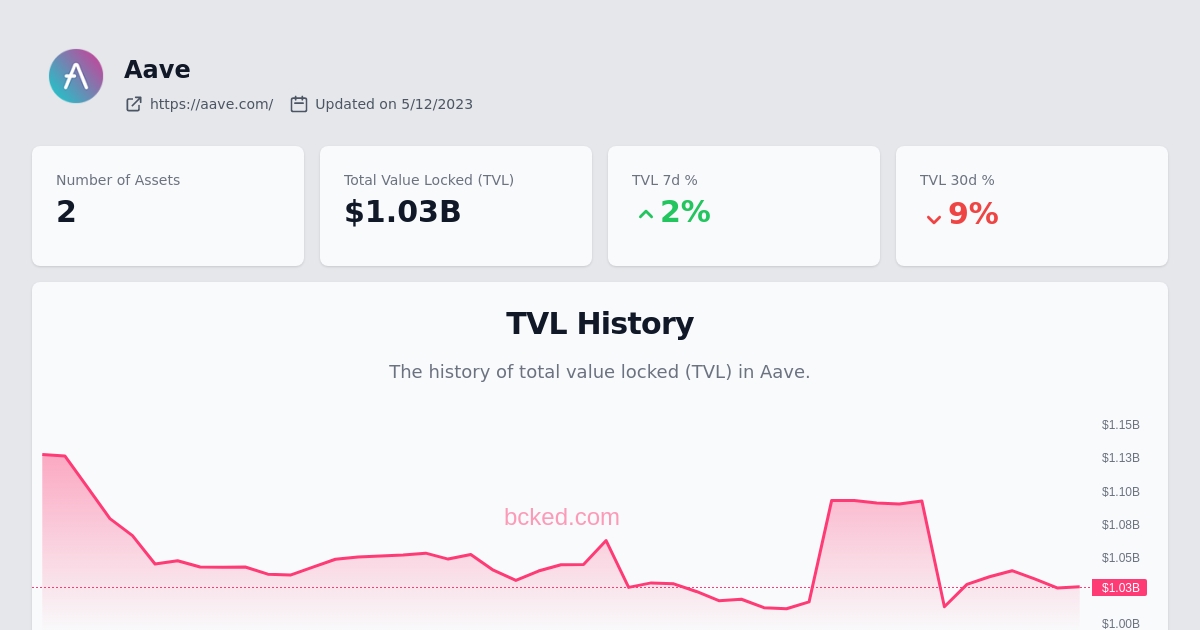 Aave
https://aave.com/ Updated on 5/12/2023
Number of Assets
2
Total Value Locked (TVL)
$1.03B
TVL 7d %
2%
TVL 30d %
9%
TVL History
The history of total value locked (TVL) in Aave.
$1.15B
$1.13B
$1.10B
bcked.com
$1.08B
$1.05B
$1.03B
$1.00B